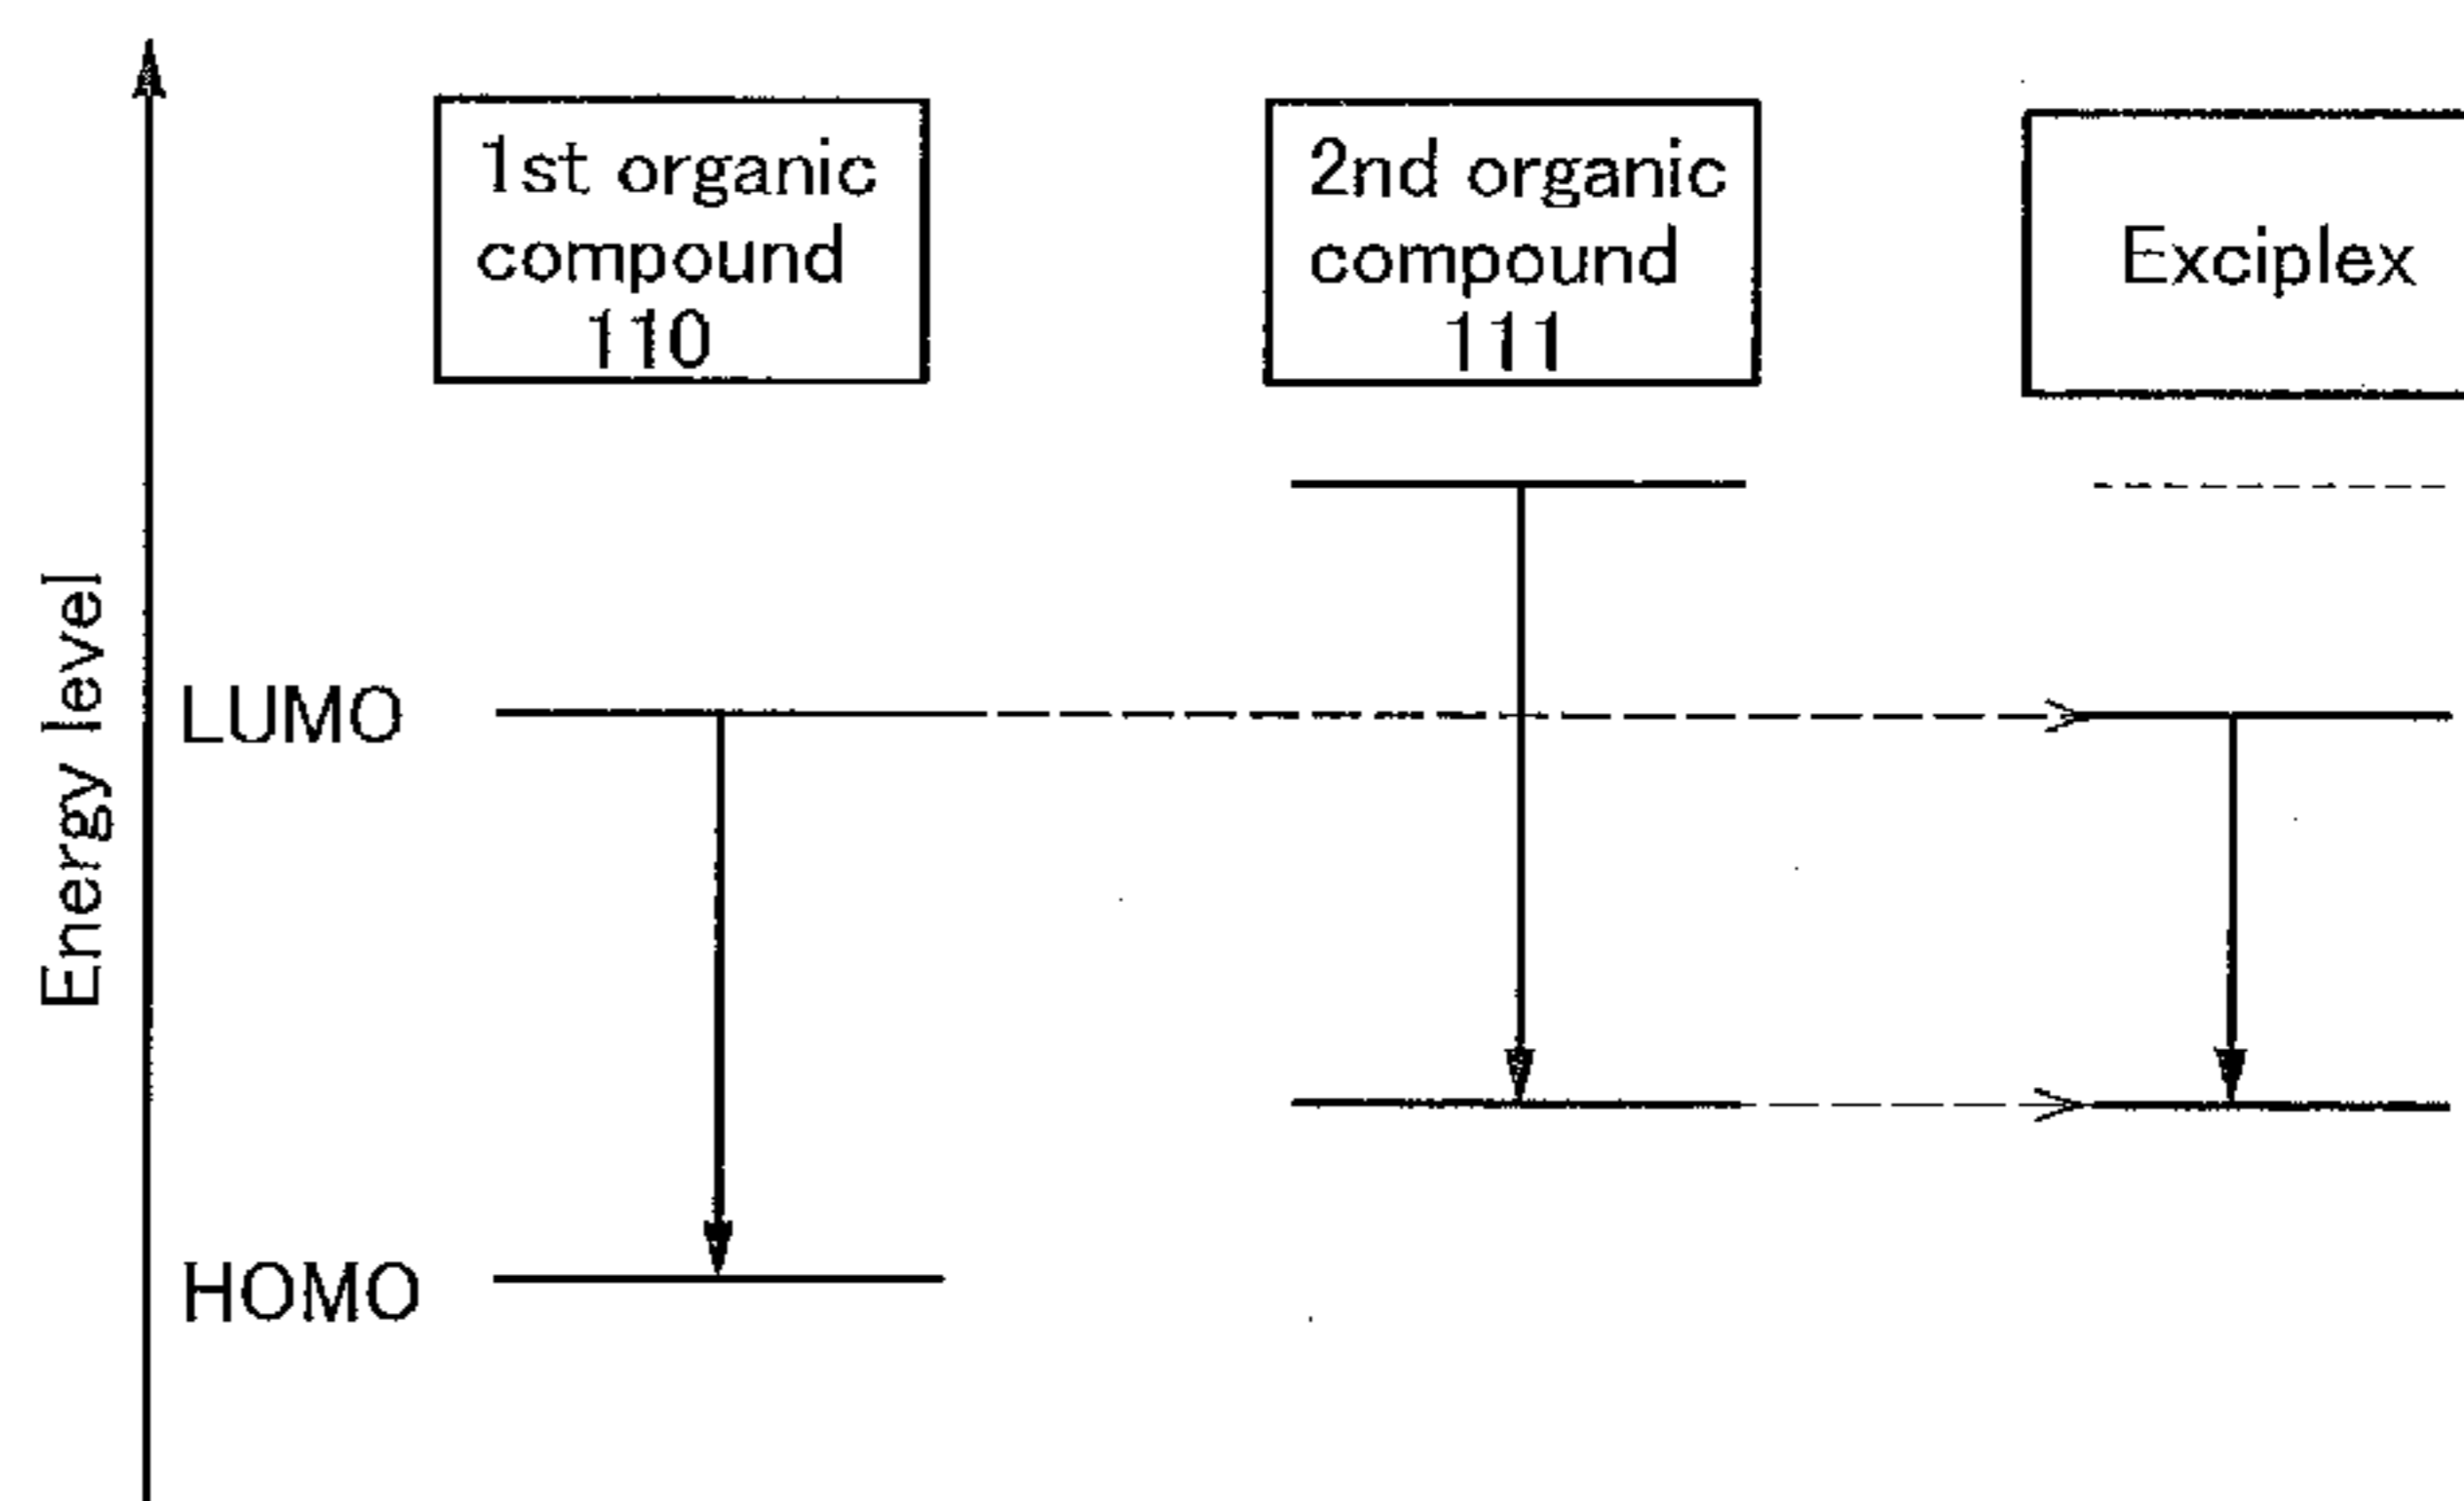 1st organic
compound
110
2nd organic
compound
111
Exciplex
Energy level
LUMO
HOMO